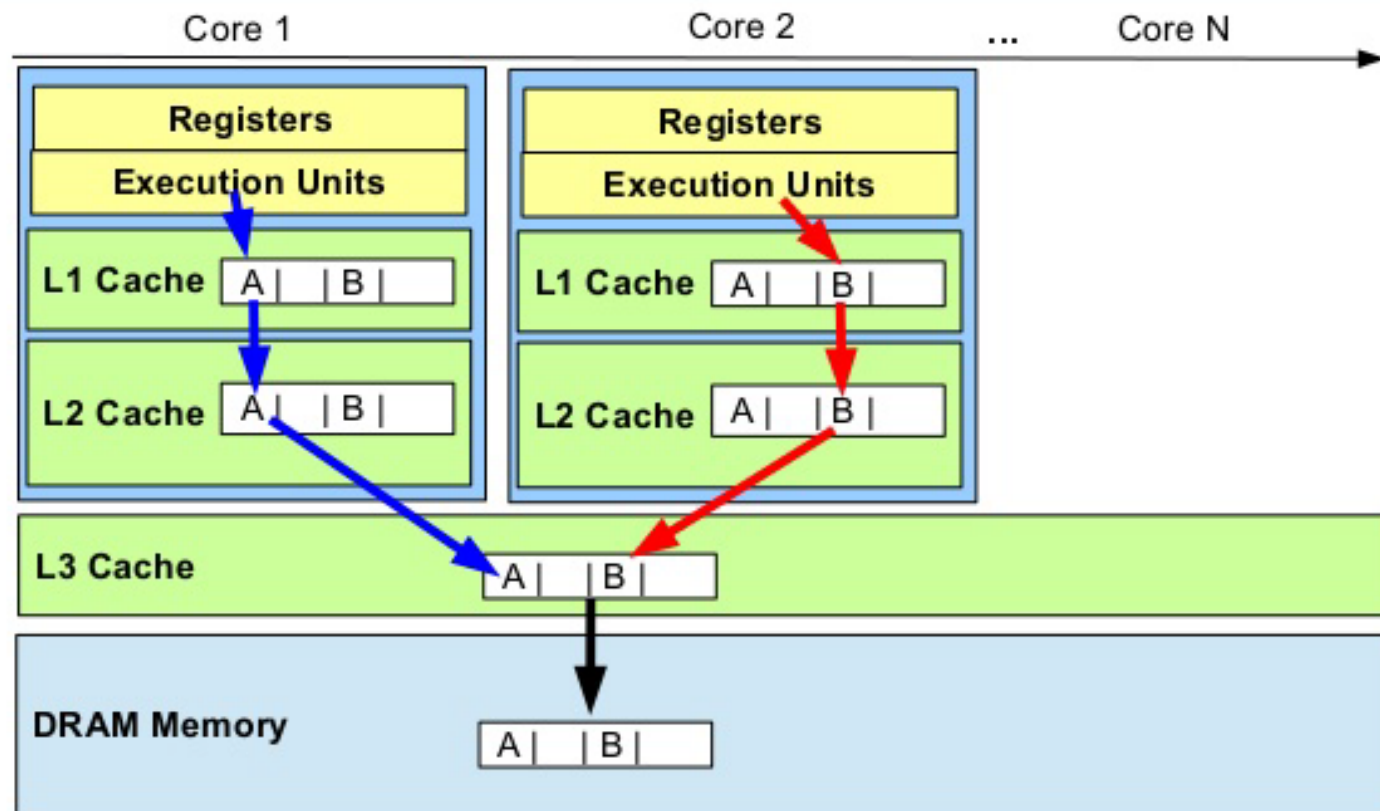 Core 1 Core 2 ... Core N
Registers
Execution Units
L1 Cache A | | B |
L2 Cache A | | B |
Registers
Execution Units
L1 Cache A | | B |
L2 Cache A | | B |
L3 Cache A | | B |
DRAM Memory A | | B |